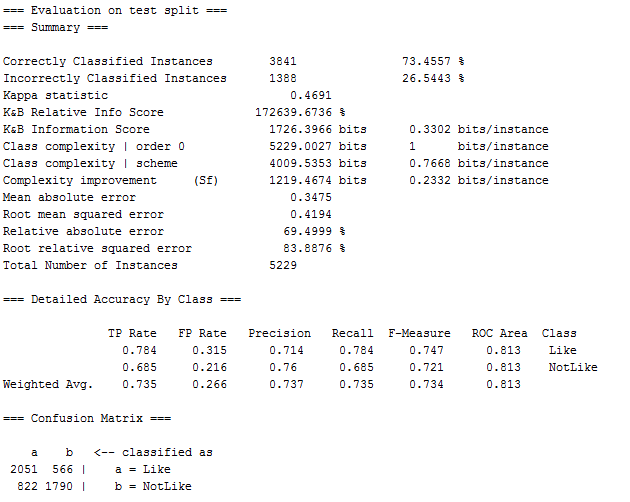 === Evaluation on test split ===
=== Summary ===
Correctly Classified Instances 3841 73.4557 %
Incorrectly Classified Instances 1388 26.5443 %
Kappa statistic 0.4691
K&B Relative Info Score 172639.6736 %
K&B Information Score 1726.3966 bits 0.3302 bits/instance
Class complexity | order 0 5229.0027 bits 1 bits/instance
Class complexity | scheme 4009.5353 bits 0.7668 bits/instance
Complexity improvement (Sf) 1219.4674 bits 0.2332 bits/instance
Mean absolute error 0.3475
Root mean squared error 0.4194
Relative absolute error 69.4999 %
Root relative squared error 83.8876 %
Total Number of Instances 5229
=== Detailed Accuracy By Class ===
TP Rate FP Rate Precision Recall F-Measure ROC Area Class
0.784 0.315 0.714 0.784 0.747 0.813 Like
0.685 0.216 0.76 0.685 0.721 0.813 NotLike
Weighted Avg. 0.735 0.266 0.737 0.735 0.734 0.813
=== Confusion Matrix ===
a b <-- classified as
2051 566 | a = Like
822 1790 | b = NotLike